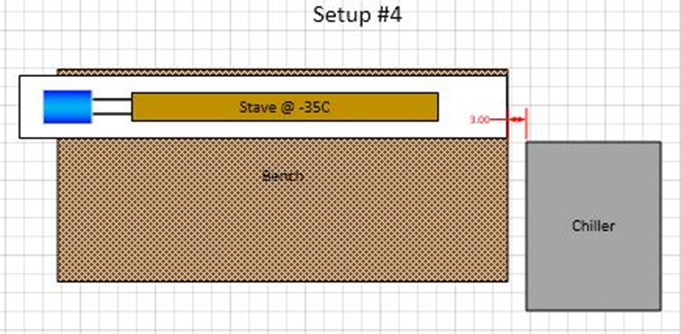 Setup #4
Stave @ -35C
3.00
Bench
Chiller